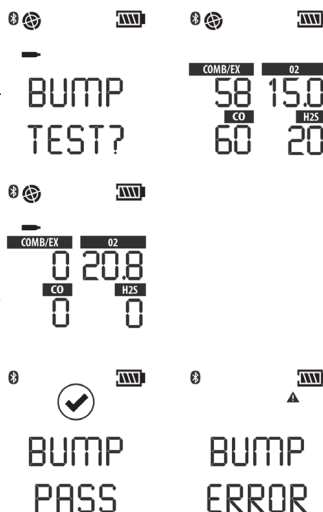 BUMP
TEST?
COMB/EX O2
58 15.0
CO H2S
60 20
COMB/EX O2
0 20.8
CO H2S
0 0
BUMP
PASS
BUMP
ERROR